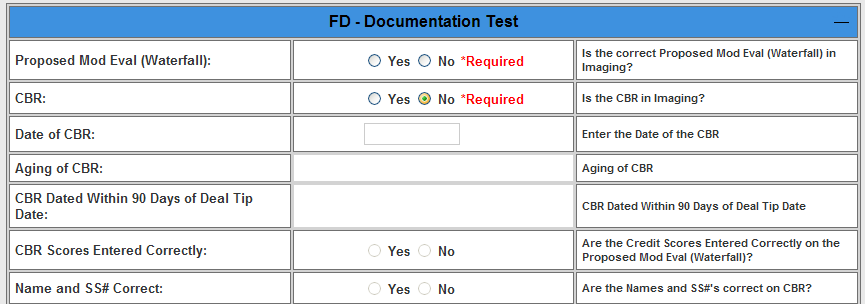 FD - Documentation Test
Proposed Mod Eval (Waterfall):
Yes No *Required
Is the correct Proposed Mod Eval (Waterfall) in
Imaging?
CBR:
Yes No *Required
Is the CBR in Imaging?
Date of CBR:
Enter the Date of the CBR
Aging of CBR:
Aging of CBR
CBR Dated Within 90 Days of Deal Tip
Date:
CBR Dated Within 90 Days of Deal Tip Date
CBR Scores Entered Correctly:
Yes No
Are the Credit Scores Entered Correctly on the
Proposed Mod Eval (Waterfall)?
Name and SS# Correct:
Yes No
Are the Names and SS#'s correct on CBR?